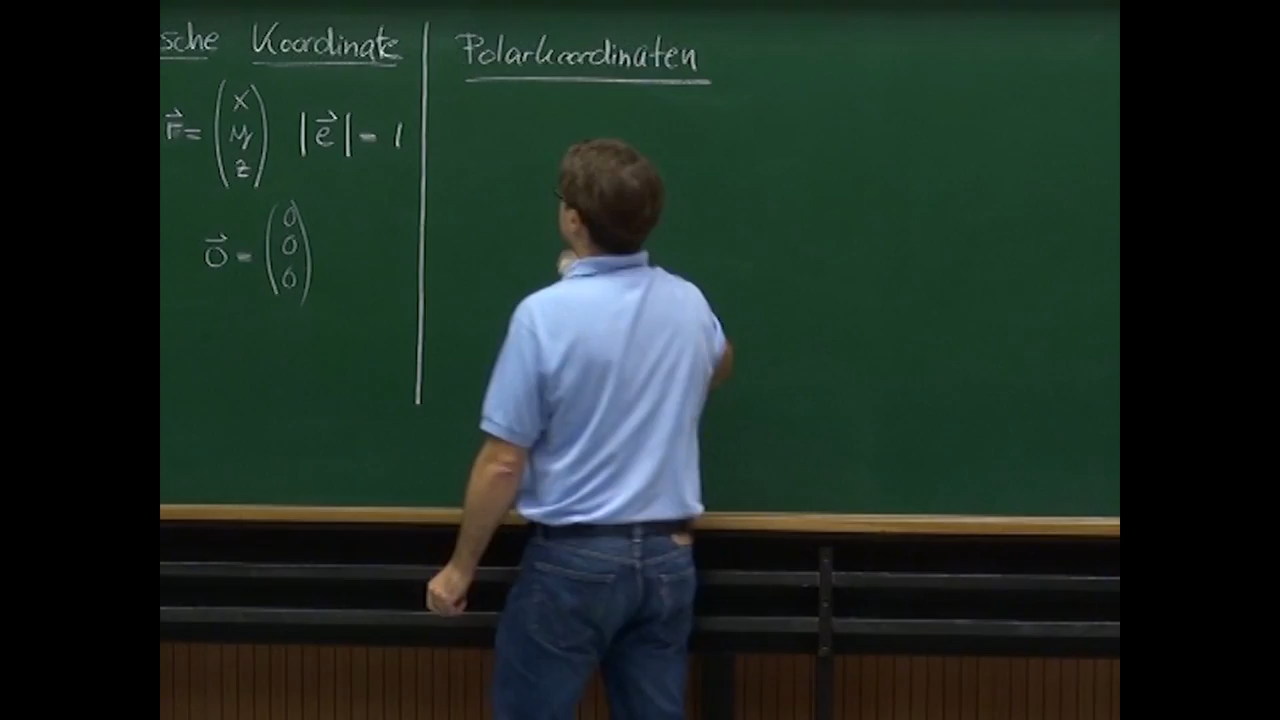 sche Koordinate
r⃗ = (x y z) |e⃗| = 1
0⃗ = (0 0 0)
Polarkoordinaten